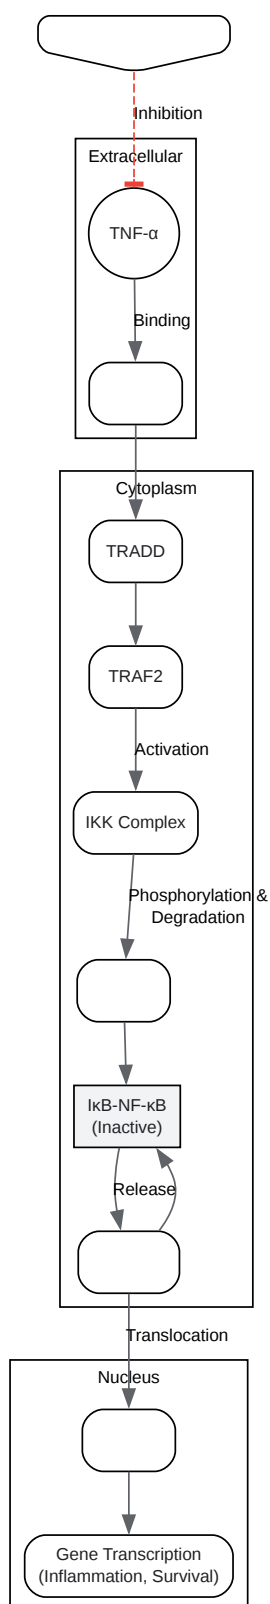 Inhibition
Extracellular
TNF-α
Binding
Cytoplasm
TRADD
TRAF2
Activation
IKK Complex
Phosphorylation &
Degradation
IκB-NF-κB
(Inactive)
Release
Translocation
Nucleus
Gene Transcription
(Inflammation, Survival)